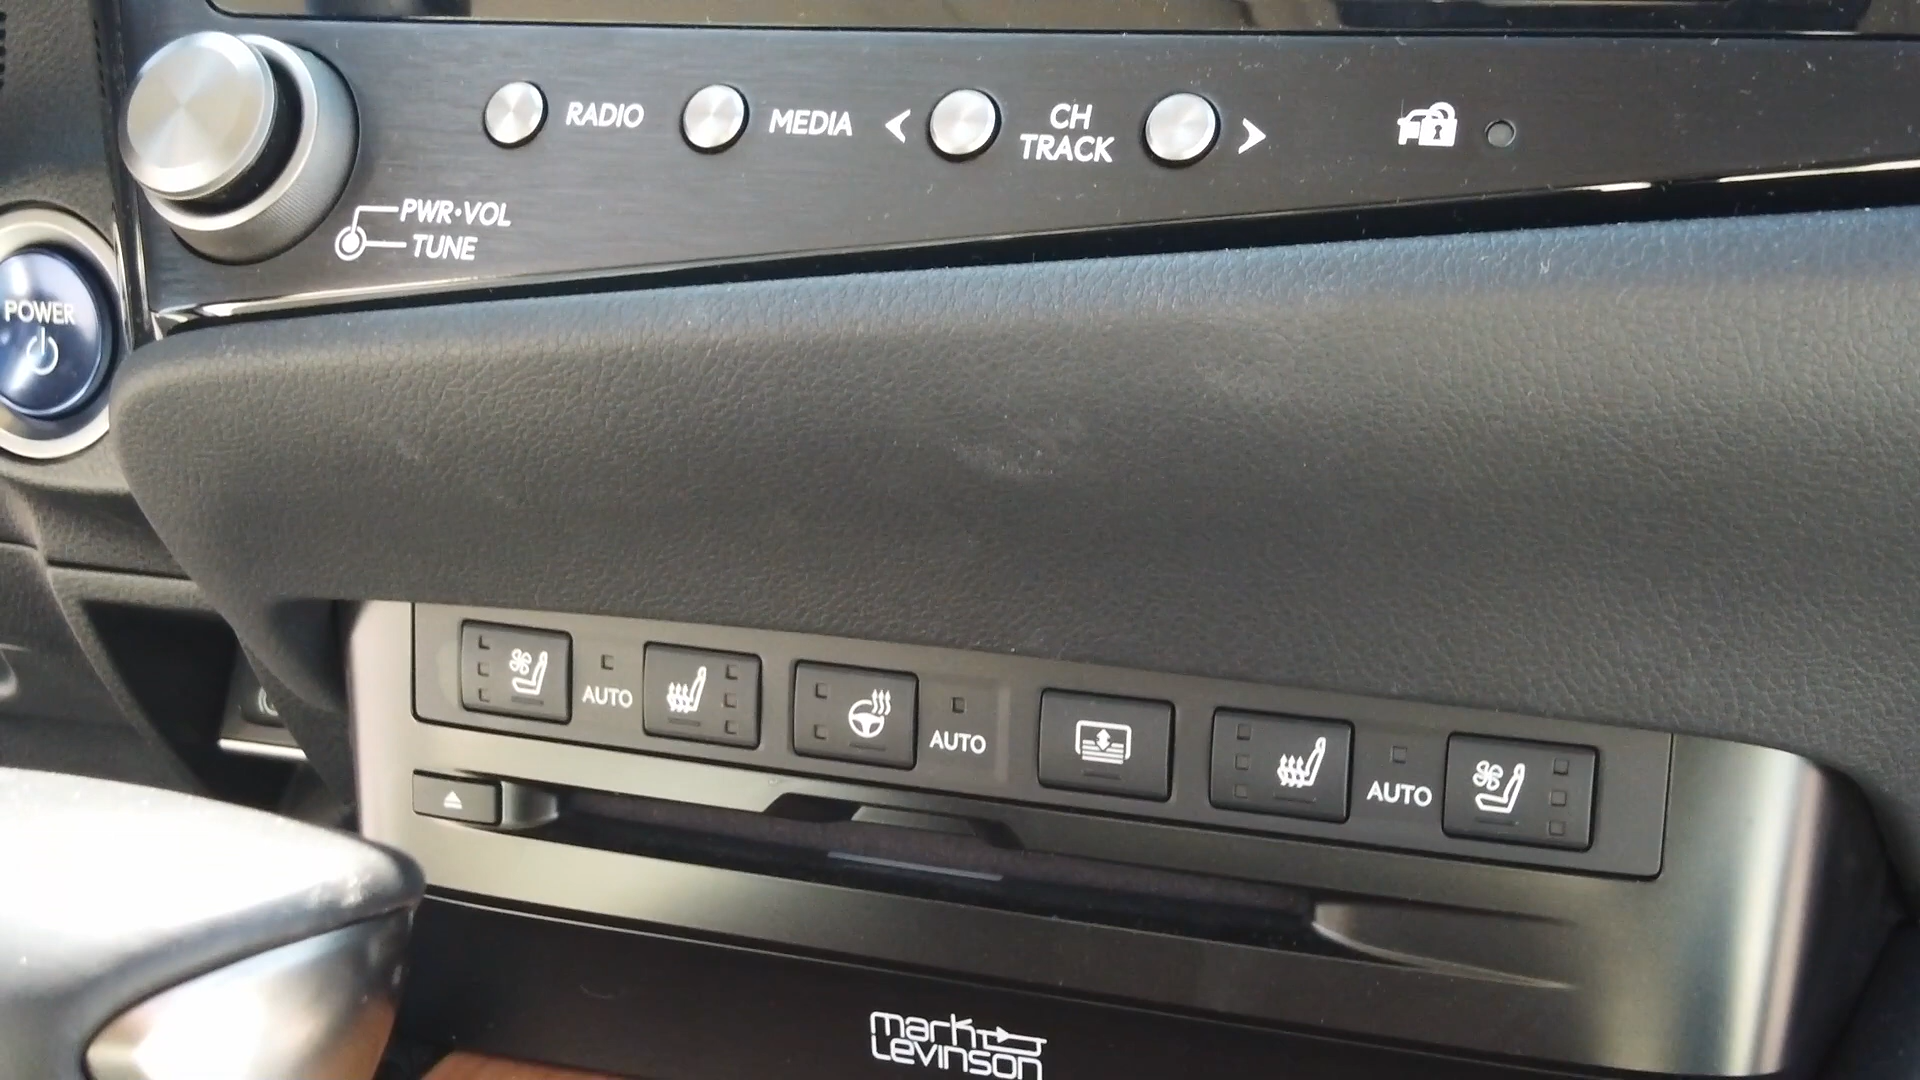 RADIO
MEDIA
CH
TRACK
PWR•VOL
TUNE
POWER
AUTO
AUTO
AUTO
mark
Levinson